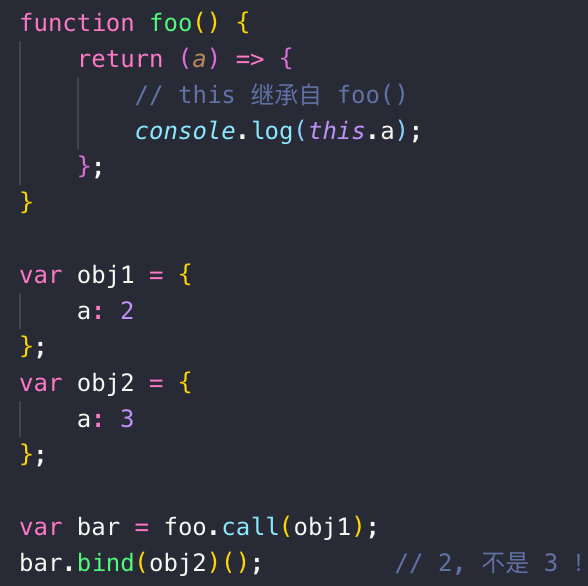 function foo() {
    return (a) => {
        // this 继承自 foo()
        console.log(this.a);
    };
}

var obj1 = {
    a: 2
};
var obj2 = {
    a: 3
};

var bar = foo.call(obj1);
bar.bind(obj2)();         // 2, 不是 3 !